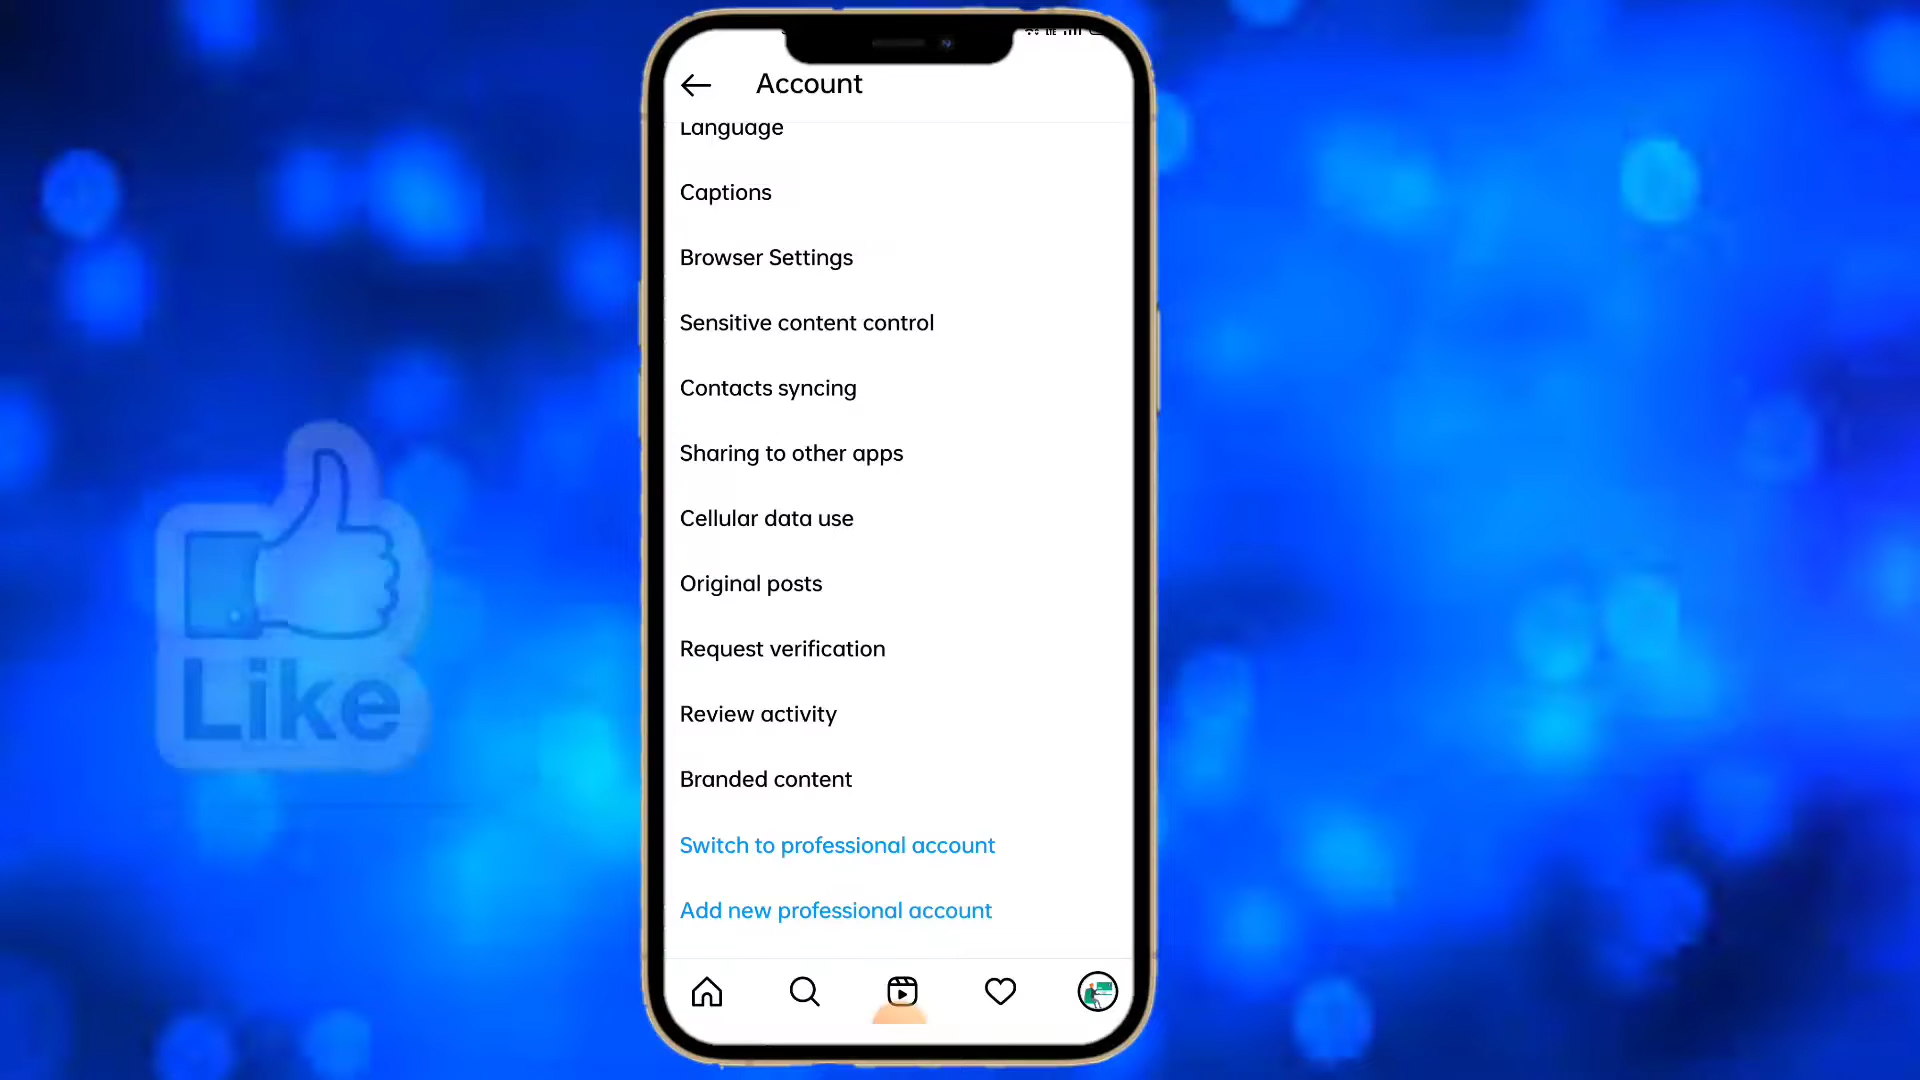 Account
Language
Captions
Browser Settings
Sensitive content control
Contacts syncing
Sharing to other apps
Cellular data use
Original posts
Request verification
Review activity
Branded content
Switch to professional account
Add new professional account
Like